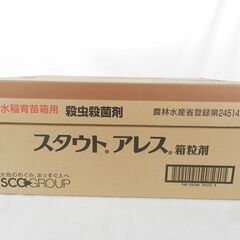 水稲育苗箱用
殺虫殺菌剤
農林水産省登録第24514
スタウト®アレス®箱粒剤
大地のめぐみ、まっすぐ人へ
SCC GROUP